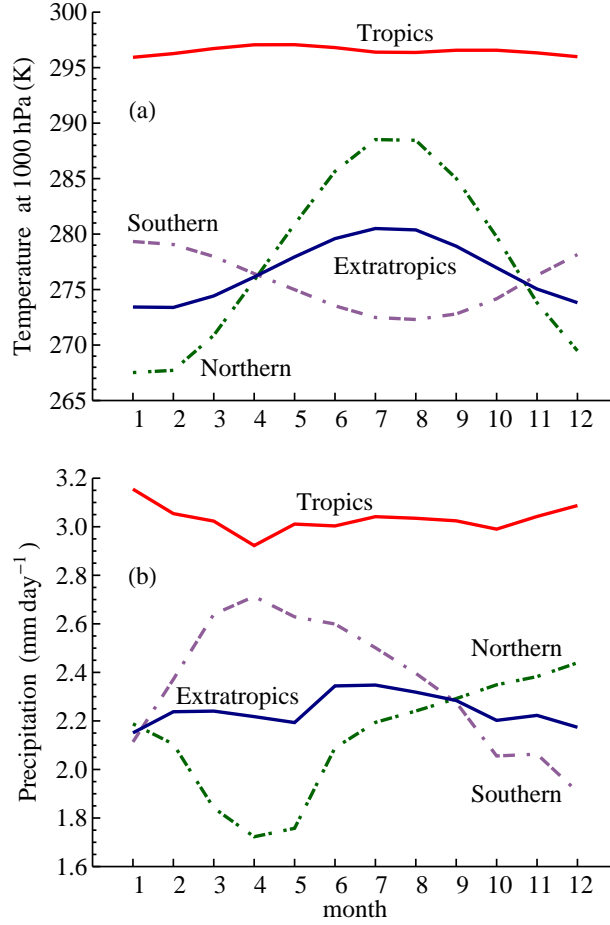 300
Tropics
295
(a)
290
285
Southern
280
Extratropics
275
270
Northern
265
1 2 3 4 5 6 7 8 9 10 11 12
Temperature at 1000 hPa (K)
3.2
Tropics
3.0
2.8
(b)
2.6
Northern
2.4
Extratropics
2.2
2.0
Southern
1.8
1.6
1 2 3 4 5 6 7 8 9 10 11 12
month
Precipitation (mm day⁻¹)